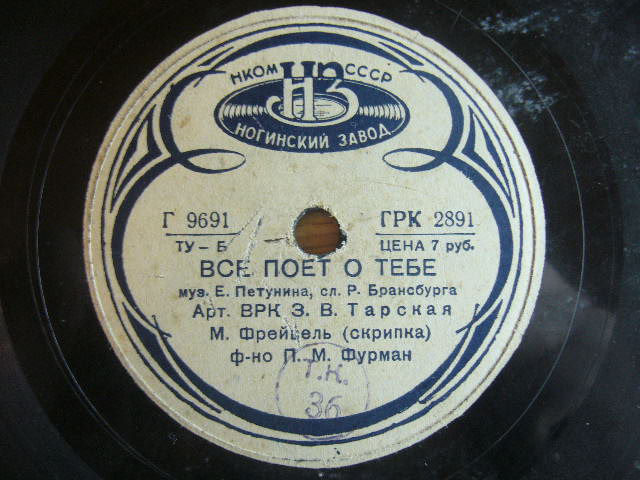 НКОМ НЗ СССР
НОГИНСКИЙ ЗАВОД
Г 9691 ГРК 2891
ТУ – Б ЦЕНА 7 руб.
ВСЕ ПОЕТ О ТЕБЕ
муз. Е. Петунина, сл. Р. Брансбурга
Арт. ВРК З. В. Тарская
М. Фрейдель (скрипка)
ф-но П. М. Фурман
Т.К.
36